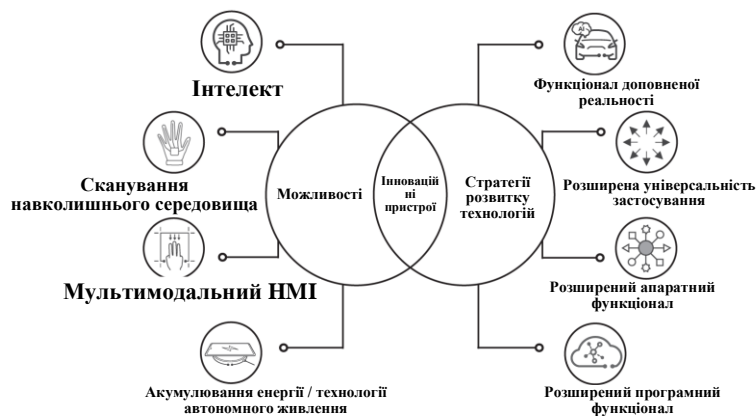 Інтелект
Сканування
навколишнього середовища
Мультимодальний HMI
Акумулювання енергії / технології
автономного живлення
Можливості
Інновацій
ні
пристрої
Стратегії
розвитку
технологій
AI
Функціонал доповненої
реальності
Розширена універсальність
застосування
Розширений апаратний
функціонал
Розширений програмний
функціонал